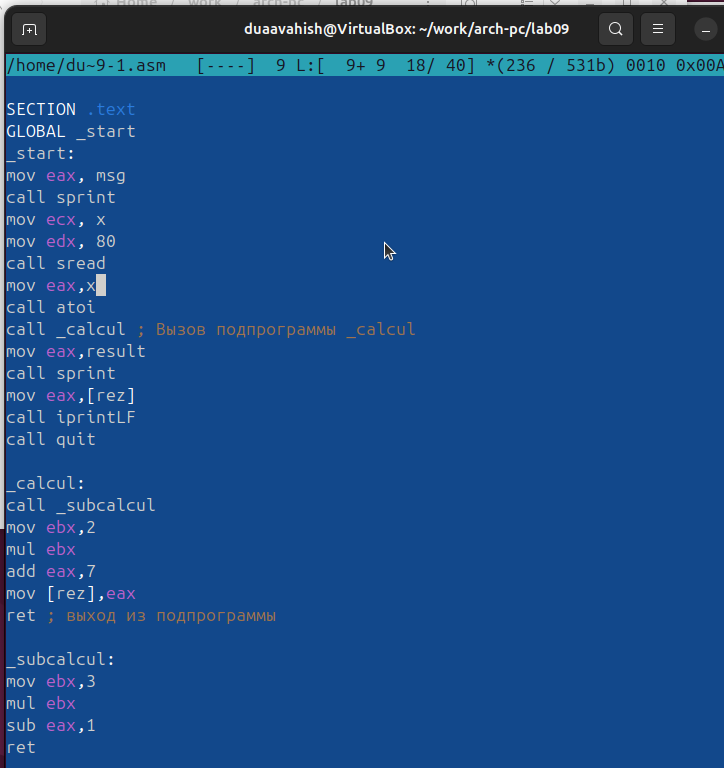 duaavahish@VirtualBox: ~/work/arch-pc/lab09
/home/du~9-1.asm [----] 9 L:[ 9+ 9 18/ 40] *(236 / 531b) 0010 0x00A
SECTION .text
GLOBAL _start
_start:
mov eax, msg
call sprint
mov ecx, x
mov edx, 80
call sread
mov eax,x
call atoi
call _calcul ; Вызов подпрограммы _calcul
mov eax,result
call sprint
mov eax,[rez]
call iprintLF
call quit
_calcul:
call _subcalcul
mov ebx,2
mul ebx
add eax,7
mov [rez],eax
ret ; выход из подпрограммы
_subcalcul:
mov ebx,3
mul ebx
sub eax,1
ret